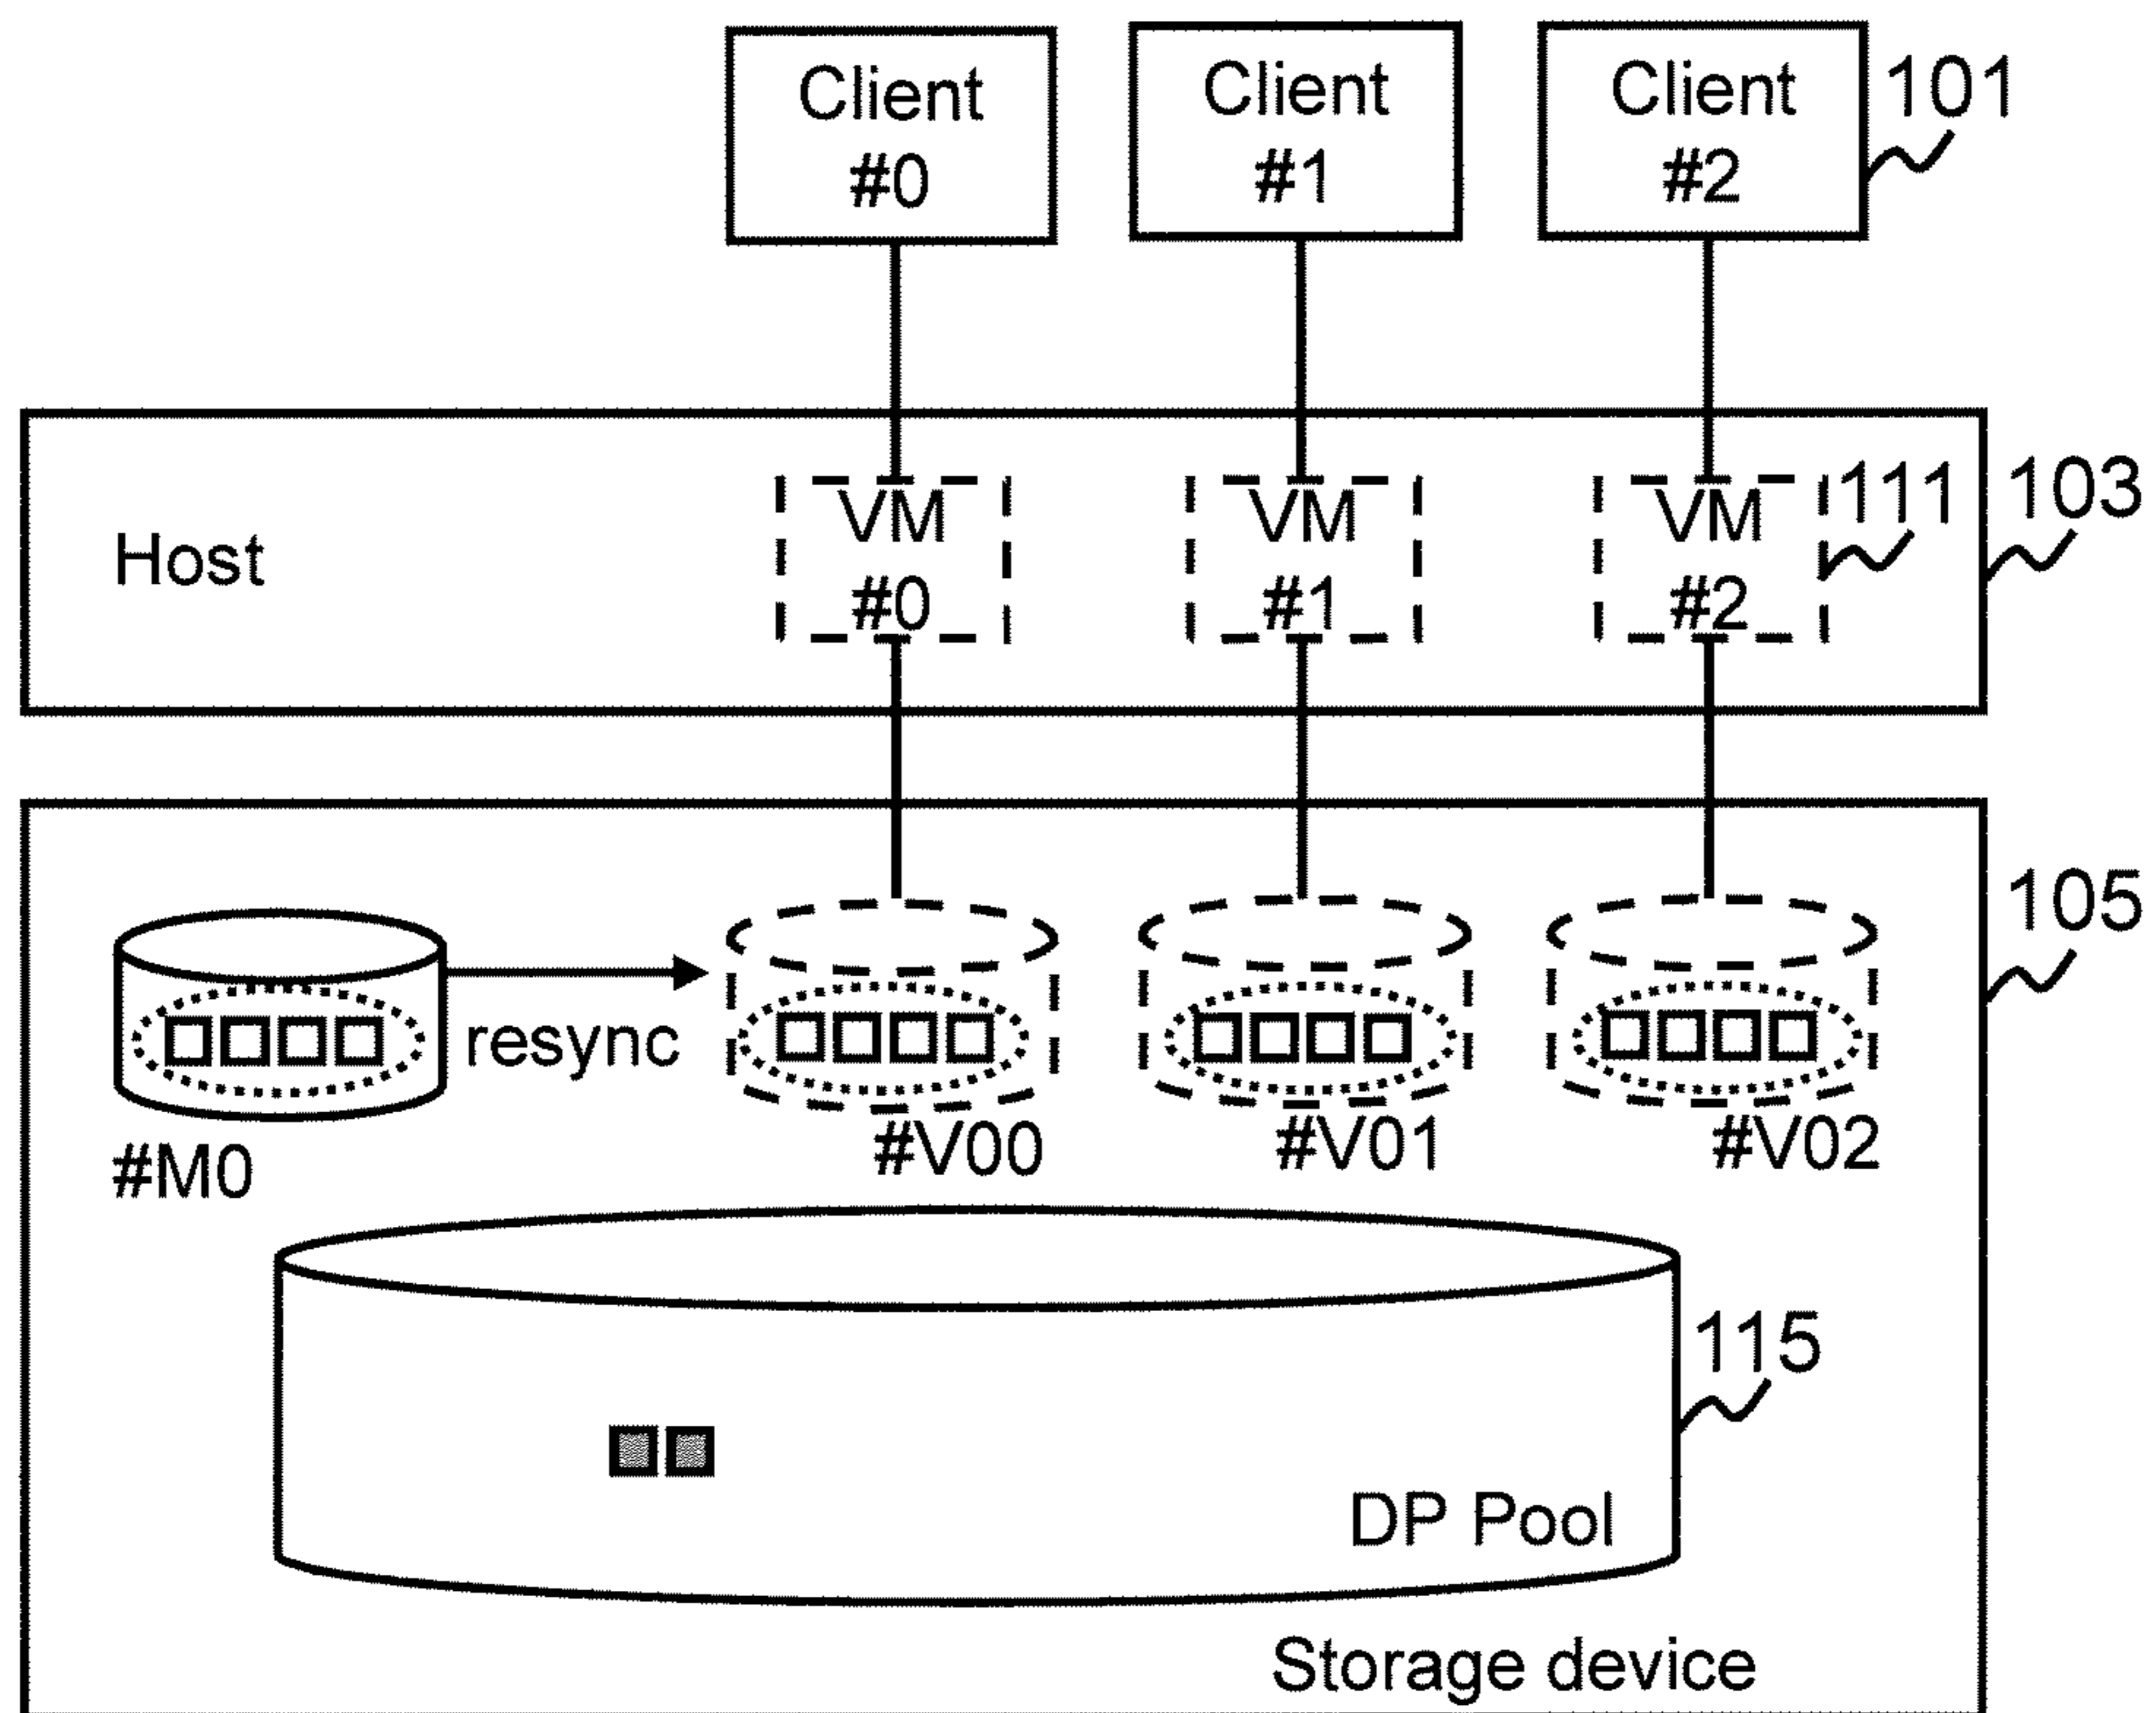 Client
#0
Client
#1
Client
#2
101
Host
VM
#0
VM
#1
VM
#2
111
103
105
resync
#M0
#V00
#V01
#V02
115
DP Pool
Storage device